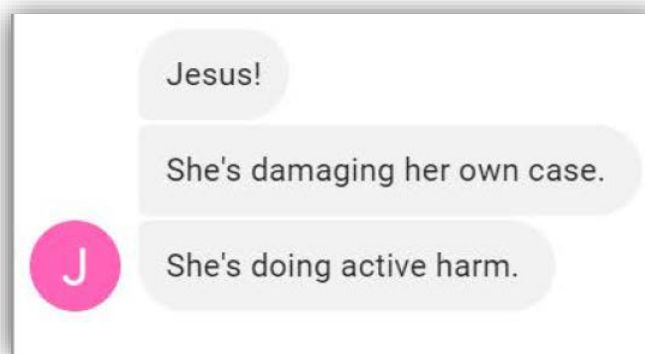 Jesus!
She's damaging her own case.
J
She's doing active harm.